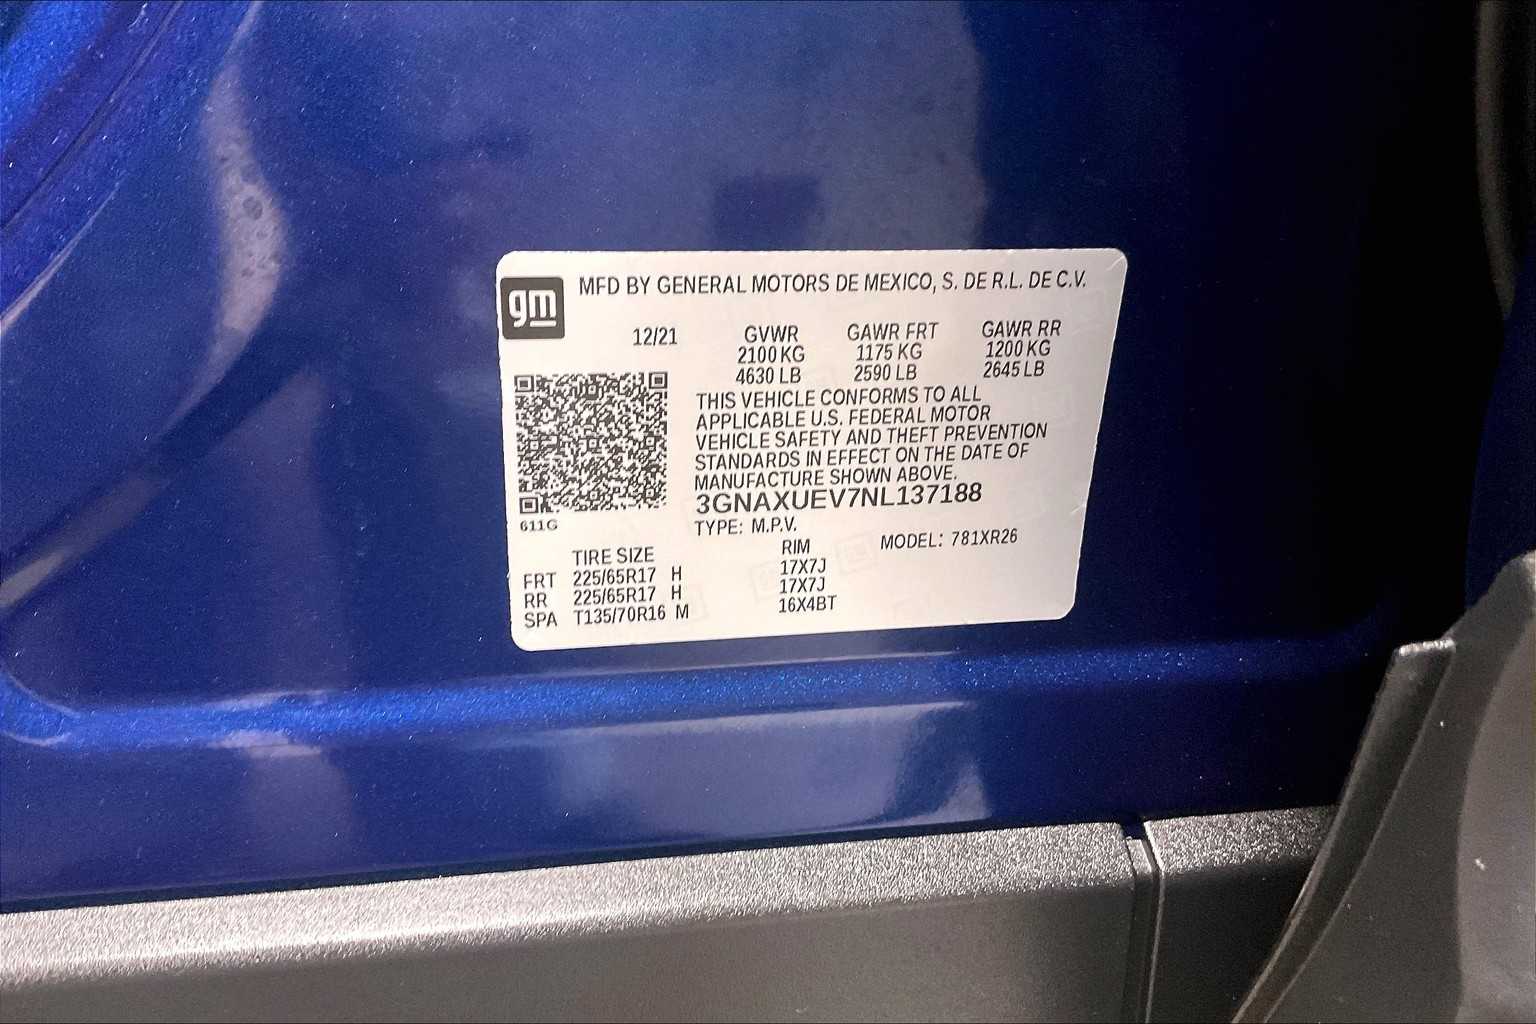 gm
MFD BY GENERAL MOTORS DE MEXICO, S. DE R.L. DE C.V.
12/21 GVWR GAWR FRT GAWR RR
2100 KG 1175 KG 1200 KG
4630 LB 2590 LB 2645 LB
THIS VEHICLE CONFORMS TO ALL
APPLICABLE U.S. FEDERAL MOTOR
VEHICLE SAFETY AND THEFT PREVENTION
STANDARDS IN EFFECT ON THE DATE OF
MANUFACTURE SHOWN ABOVE.
3GNAXUEV7NL137188
611G
TYPE: M.P.V.
MODEL: 781XR26
TIRE SIZE RIM
FRT 225/65R17 H 17X7J
RR 225/65R17 H 17X7J
SPA T135/70R16 M 16X4BT